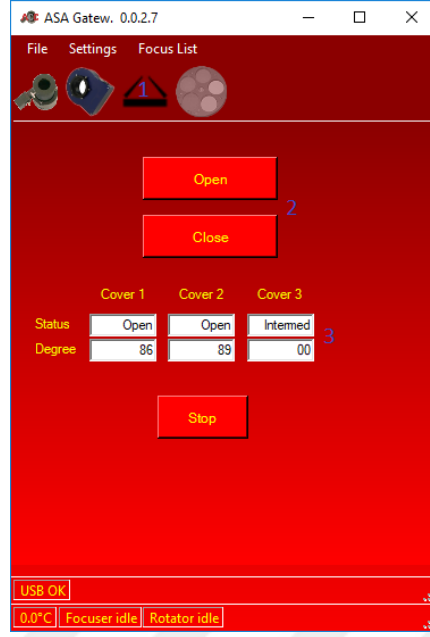 ASA Gatew. 0.0.2.7
File Settings Focus List
1
Open
2
Close
Cover 1 Cover 2 Cover 3
Status Open Open Intermed
3
Degree 86 89 00
Stop
USB OK
0.0°C Focuser idle Rotator idle